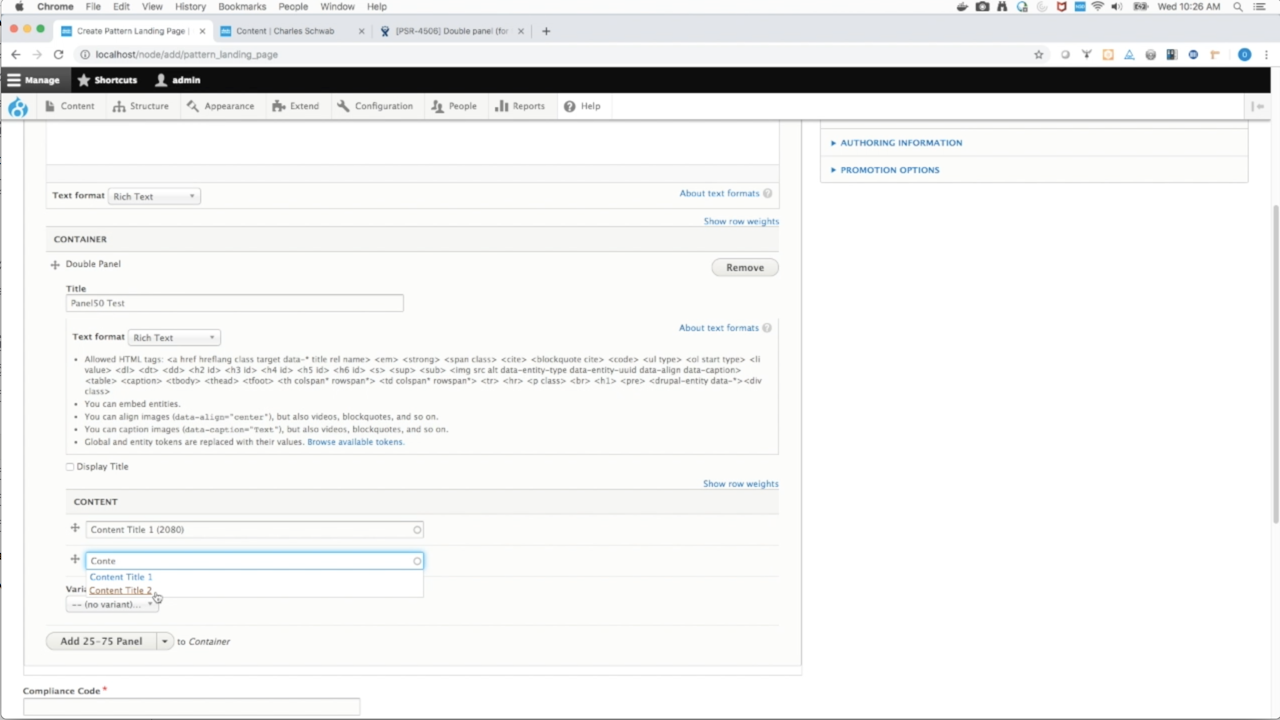 Chrome File Edit View History Bookmarks People Window Help Wed 10:26 AM
Create Pattern Landing Page | Content | Charles Schwab [PSR-4506] Double panel (for
localhost/node/add/pattern_landing_page
Manage Shortcuts admin
Content Structure Appearance Extend Configuration People Reports Help
AUTHORING INFORMATION
PROMOTION OPTIONS
Text format Rich Text About text formats ?
Show row weights
CONTAINER
Double Panel Remove
Title
Panel50 Test
Text format Rich Text About text formats ?
• Allowed HTML tags: <a href hreflang class target data-* title rel name> <em> <strong> <span class> <cite> <blockquote cite> <code> <ul type> <ol start type> <li
value> <dl> <dt> <dd> <h2 id> <h3 id> <h4 id> <h5 id> <h6 id> <s> <sup> <sub> <img src alt data-entity-type data-entity-uuid data-align data-caption>
<table> <caption> <tbody> <thead> <tfoot> <th colspan* rowspan*> <td colspan* rowspan*> <tr> <hr> <p class> <br> <h1> <pre> <drupal-entity data-*><div
class>
• You can embed entities.
• You can align images (data-align="center"), but also videos, blockquotes, and so on.
• You can caption images (data-caption="Text"), but also videos, blockquotes, and so on.
• Global and entity tokens are replaced with their values. Browse available tokens.
Display Title
Show row weights
CONTENT
Content Title 1 (2080)
Conte
Content Title 1
Content Title 2
Varia
-- (no variant)...
Add 25-75 Panel to Container
Compliance Code *